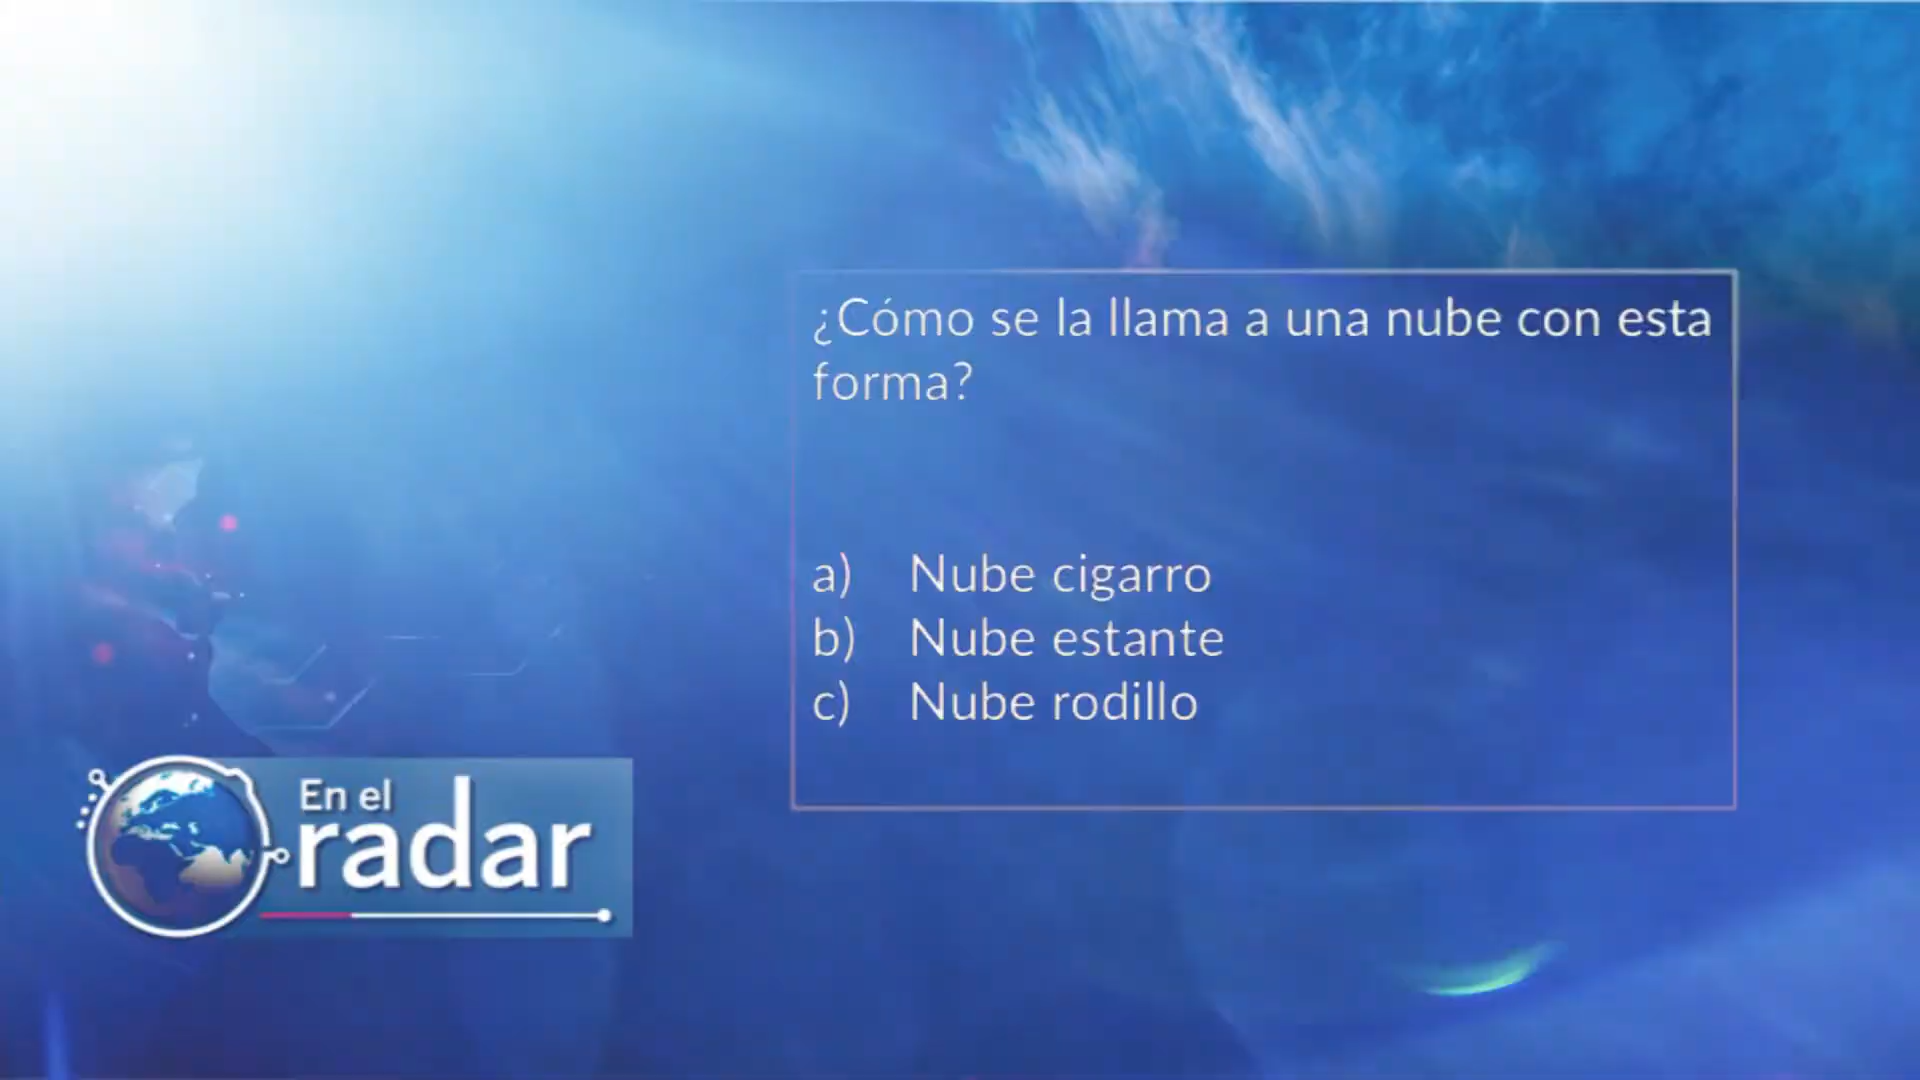 ¿Cómo se la llama a una nube con esta
forma?
a) Nube cigarro
b) Nube estante
c) Nube rodillo
En el
radar